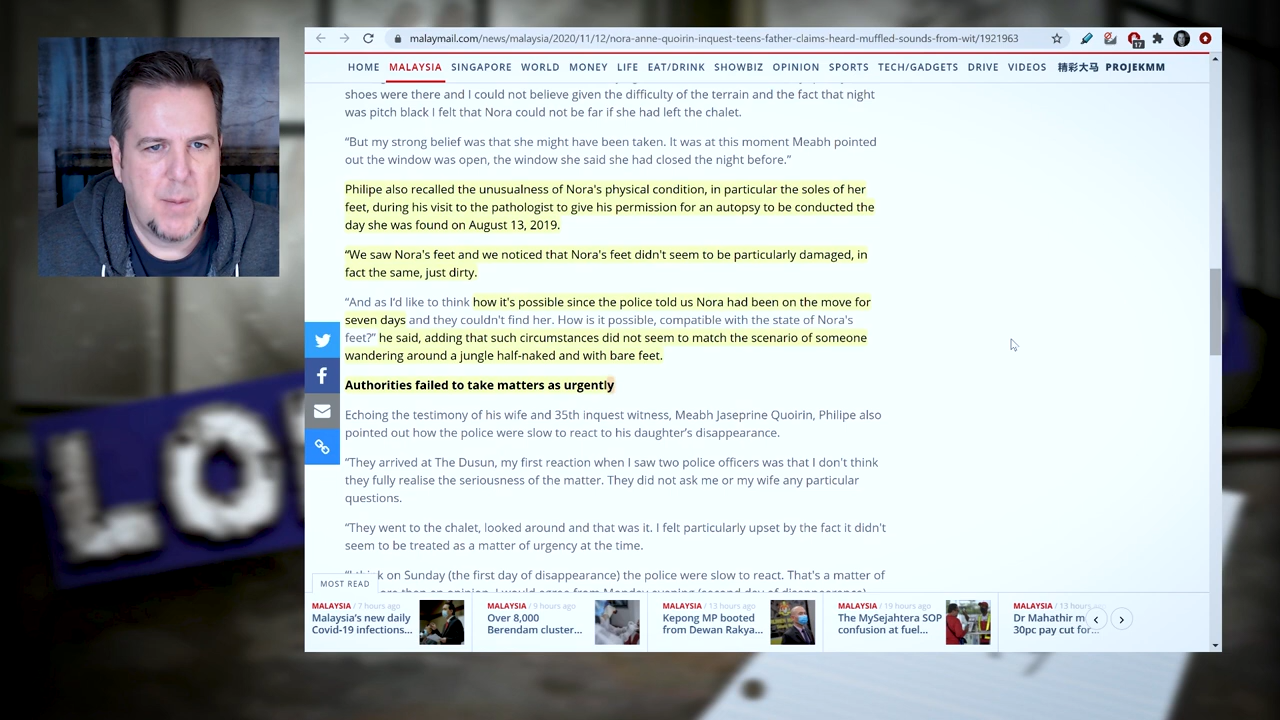 malaymail.com/news/malaysia/2020/11/12/nora-anne-quoirin-inquest-teens-father-claims-heard-muffled-sounds-from-wit/1921963
17
HOME MALAYSIA SINGAPORE WORLD MONEY LIFE EAT/DRINK SHOWBIZ OPINION SPORTS TECH/GADGETS DRIVE VIDEOS 精彩大马 PROJEKMM
shoes were there and I could not believe given the difficulty of the terrain and the fact that night
was pitch black I felt that Nora could not be far if she had left the chalet.
“But my strong belief was that she might have been taken. It was at this moment Meabh pointed
out the window was open, the window she said she had closed the night before.”
Philipe also recalled the unusualness of Nora's physical condition, in particular the soles of her
feet, during his visit to the pathologist to give his permission for an autopsy to be conducted the
day she was found on August 13, 2019.
“We saw Nora's feet and we noticed that Nora's feet didn't seem to be particularly damaged, in
fact the same, just dirty.
“And as I'd like to think how it's possible since the police told us Nora had been on the move for
seven days and they couldn't find her. How is it possible, compatible with the state of Nora's
feet?” he said, adding that such circumstances did not seem to match the scenario of someone
wandering around a jungle half-naked and with bare feet.
Authorities failed to take matters as urgently
Echoing the testimony of his wife and 35th inquest witness, Meabh Jaseprine Quoirin, Philipe also
pointed out how the police were slow to react to his daughter's disappearance.
“They arrived at The Dusun, my first reaction when I saw two police officers was that I don't think
they fully realise the seriousness of the matter. They did not ask me or my wife any particular
questions.
“They went to the chalet, looked around and that was it. I felt particularly upset by the fact it didn't
seem to be treated as a matter of urgency at the time.
on Sunday (the first day of disappearance) the police were slow to react. That's a matter of
MOST READ
MALAYSIA / 7 hours ago
Malaysia's new daily
Covid-19 infections...
MALAYSIA / 9 hours ago
Over 8,000
Berendam cluster...
MALAYSIA / 13 hours ago
Kepong MP booted
from Dewan Rakya...
MALAYSIA / 19 hours ago
The MySejahtera SOP
confusion at fuel...
MALAYSIA / 13 hours
Dr Mahathir m
30pc pay cut for...
LO